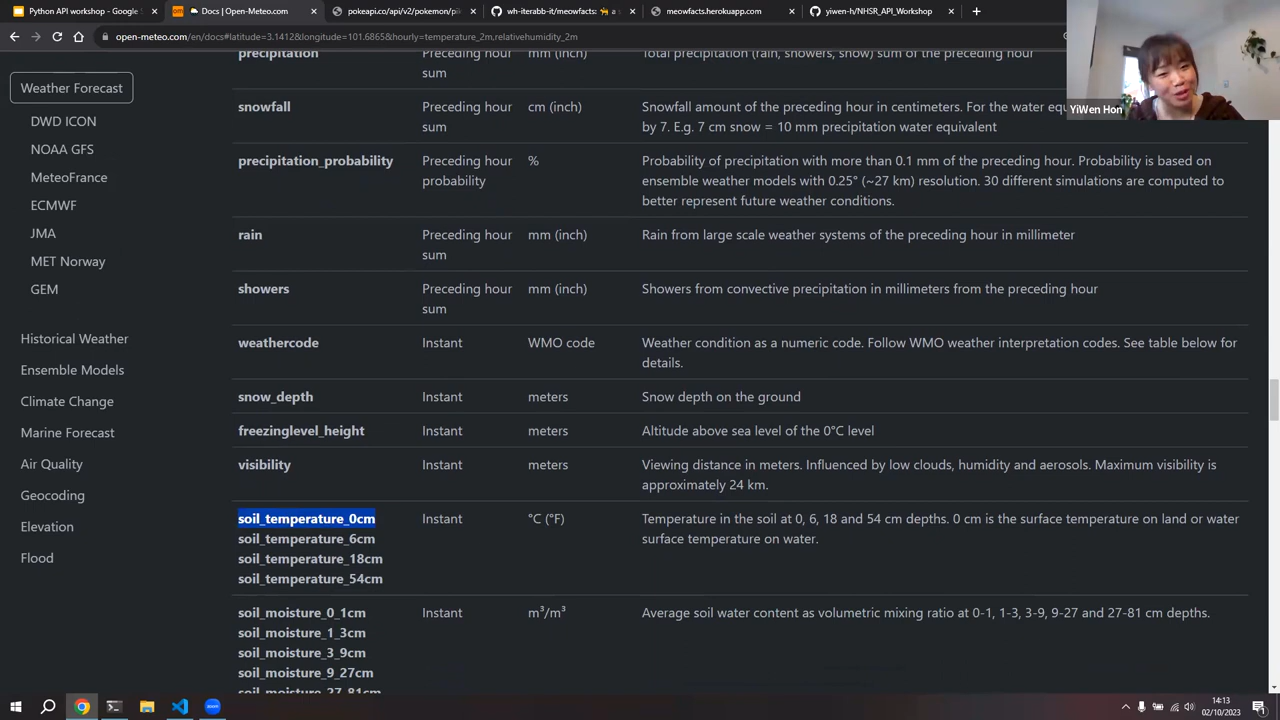 Python API workshop - Google
Docs | Open-Meteo.com
pokeapi.co/api/v2/pokemon/pi
wh-iterabb-it/meowfacts:
meowfacts.herokuapp.com
yiwen-h/NHSR_API_Workshop
open-meteo.com/en/docs#latitude=3.1412&longitude=101.6865&hourly=temperature_2m,relativehumidity_2m
YiWen Hon
Weather Forecast
DWD ICON
NOAA GFS
MeteoFrance
ECMWF
JMA
MET Norway
GEM
Historical Weather
Ensemble Models
Climate Change
Marine Forecast
Air Quality
Geocoding
Elevation
Flood
precipitation Preceding hour mm (inch) Total precipitation (rain, showers, snow) sum of the preceding hour
sum
snowfall Preceding hour cm (inch) Snowfall amount of the preceding hour in centimeters. For the water
sum by 7. E.g. 7 cm snow = 10 mm precipitation water equivalent
precipitation_probability Preceding hour % Probability of precipitation with more than 0.1 mm of the preceding hour. Probability is based on
probability ensemble weather models with 0.25° (~27 km) resolution. 30 different simulations are computed to
better represent future weather conditions.
rain Preceding hour mm (inch) Rain from large scale weather systems of the preceding hour in millimeter
sum
showers Preceding hour mm (inch) Showers from convective precipitation in millimeters from the preceding hour
sum
weathercode Instant WMO code Weather condition as a numeric code. Follow WMO weather interpretation codes. See table below for
details.
snow_depth Instant meters Snow depth on the ground
freezinglevel_height Instant meters Altitude above sea level of the 0°C level
visibility Instant meters Viewing distance in meters. Influenced by low clouds, humidity and aerosols. Maximum visibility is
approximately 24 km.
soil_temperature_0cm Instant °C (°F) Temperature in the soil at 0, 6, 18 and 54 cm depths. 0 cm is the surface temperature on land or water
soil_temperature_6cm surface temperature on water.
soil_temperature_18cm
soil_temperature_54cm
soil_moisture_0_1cm Instant m³/m³ Average soil water content as volumetric mixing ratio at 0-1, 1-3, 3-9, 9-27 and 27-81 cm depths.
soil_moisture_1_3cm
soil_moisture_3_9cm
soil_moisture_9_27cm
soil_moisture_27_81cm
14:13
02/10/2023